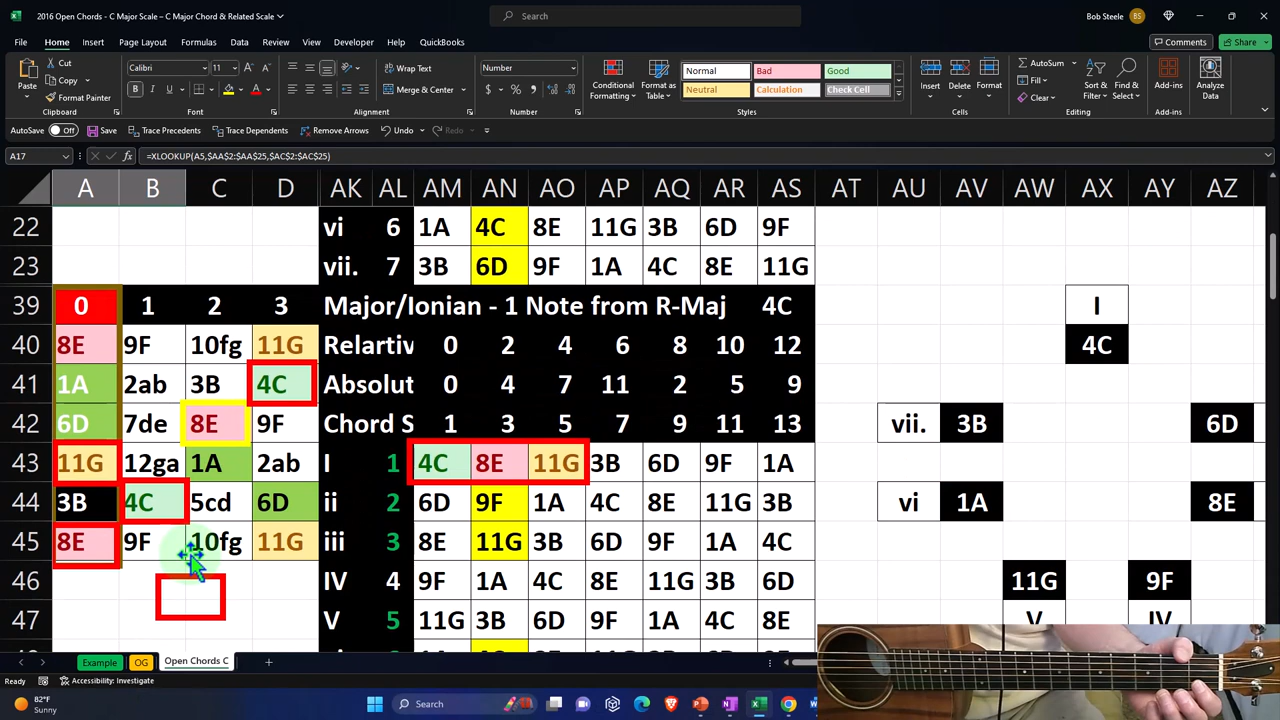 2016 Open Chords - C Major Scale – C Major Chord & Related Scale
Search
Bob Steele BS
File Home Insert Page Layout Formulas Data Review View Developer Automate Help QuickBooks
Comments Share
Paste
Cut
Copy
Format Painter
Clipboard
Calibri 11
Font
Wrap Text
Merge & Center
Alignment
Number
Number
Conditional Formatting
Format as Table
Normal Bad Good
Neutral Calculation Check Cell
Styles
Insert Delete Format
Cells
AutoSum
Fill
Clear
Sort & Filter
Find & Select
Editing
Add-ins
Add-ins
Analyze Data
AutoSave Off Save Trace Precedents Trace Dependents Remove Arrows Undo Redo
A17 fx =XLOOKUP(A5,$AA$2:$AA$25,$AC$2:$AC$25)
A B C D AK AL AM AN AO AP AQ AR AS AT AU AV AW AX AY AZ
22 vi 6 1A 4C 8E 11G 3B 6D 9F
23 vii. 7 3B 6D 9F 1A 4C 8E 11G
39 0 1 2 3 Major/Ionian - 1 Note from R-Maj 4C I
40 8E 9F 10fg 11G Relartiv 0 2 4 6 8 10 12 4C
41 1A 2ab 3B 4C Absolut 0 4 7 11 2 5 9
42 6D 7de 8E 9F Chord S 1 3 5 7 9 11 13 vii. 3B 6D
43 11G 12ga 1A 2ab I 1 4C 8E 11G 3B 6D 9F 1A
44 3B 4C 5cd 6D ii 2 6D 9F 1A 4C 8E 11G 3B vi 1A 8E
45 8E 9F 10fg 11G iii 3 8E 11G 3B 6D 9F 1A 4C
46 IV 4 9F 1A 4C 8E 11G 3B 6D 11G 9F
47 V 5 11G 3B 6D 9F 1A 4C 8E V IV
Example OG Open Chords C
Ready Accessibility: Investigate
82°F
Sunny
Search